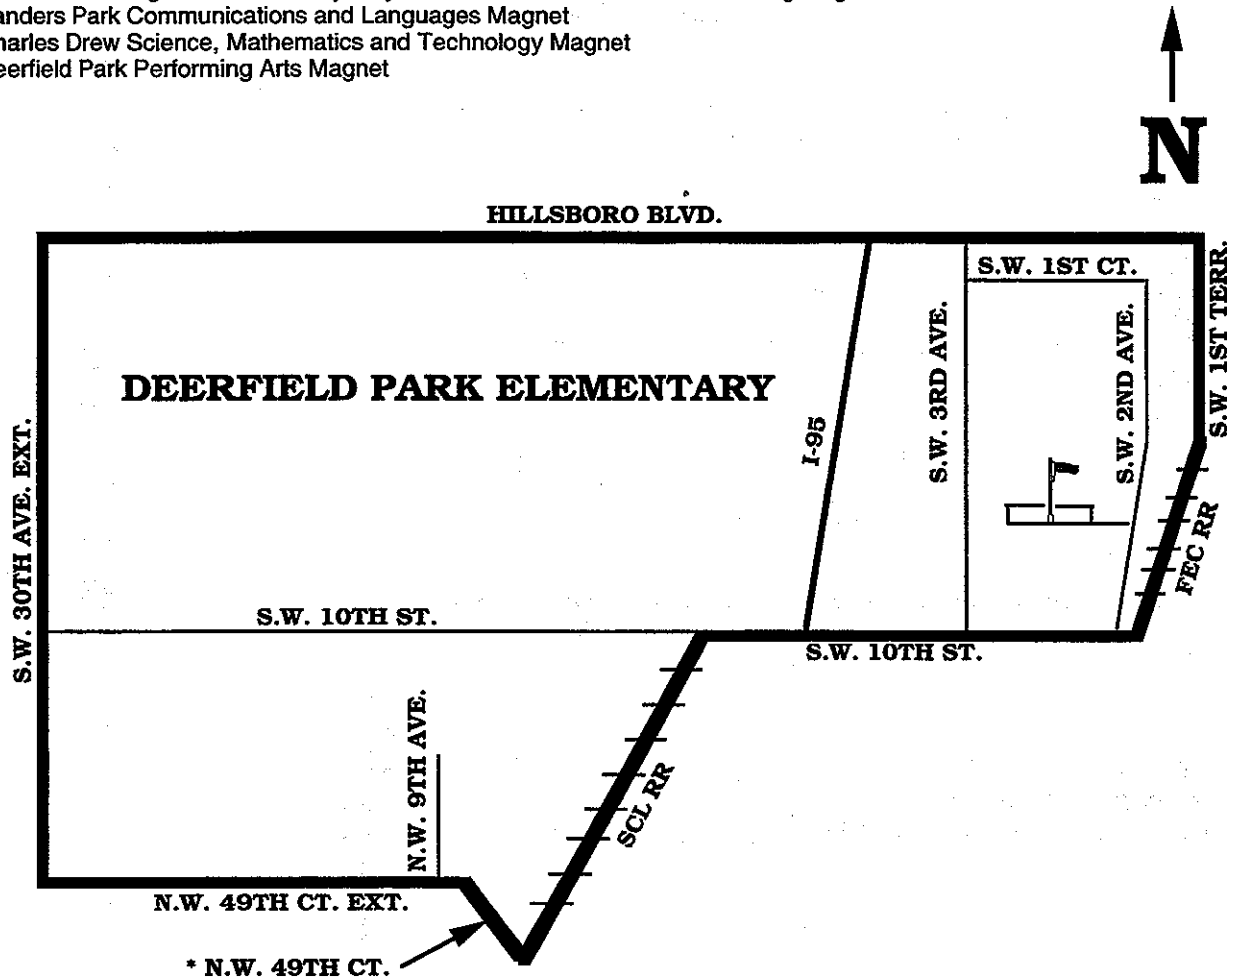 anders Park Communications and Languages Magnet
harles Drew Science, Mathematics and Technology Magnet
eerfield Park Performing Arts Magnet
N
HILLSBORO BLVD.
S.W. 1ST CT.
S.W. 1ST TERR.
S.W. 2ND AVE.
S.W. 3RD AVE.
DEERFIELD PARK ELEMENTARY
I-95
S.W. 30TH AVE. EXT.
FEC RR
S.W. 10TH ST.
S.W. 10TH ST.
N.W. 9TH AVE.
SCL RR
N.W. 49TH CT. EXT.
* N.W. 49TH CT.